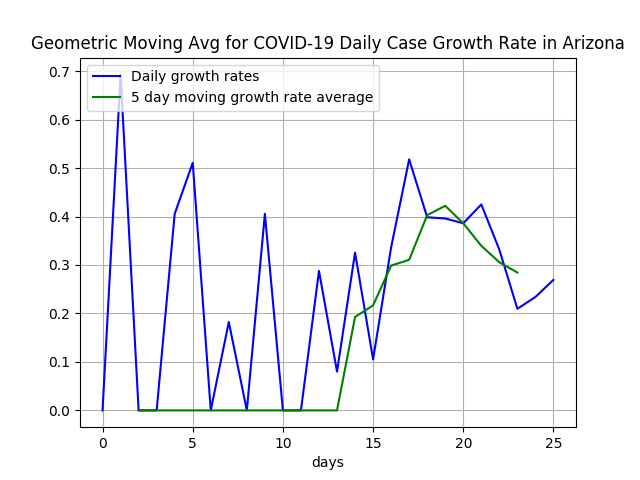 Geometric Moving Avg for COVID-19 Daily Case Growth Rate in Arizona
Daily growth rates
5 day moving growth rate average
0.7
0.6
0.5
0.4
0.3
0.2
0.1
0.0
0 5 10 15 20 25
days